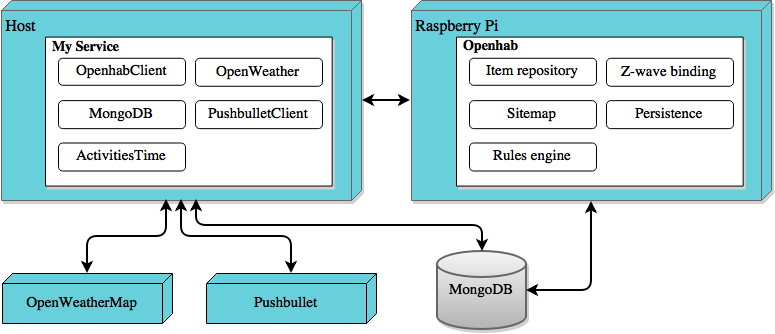 Host
My Service
OpenhabClient
OpenWeather
MongoDB
PushbulletClient
ActivitiesTime
Raspberry Pi
Openhab
Item repository
Z-wave binding
Sitemap
Persistence
Rules engine
OpenWeatherMap
Pushbullet
MongoDB